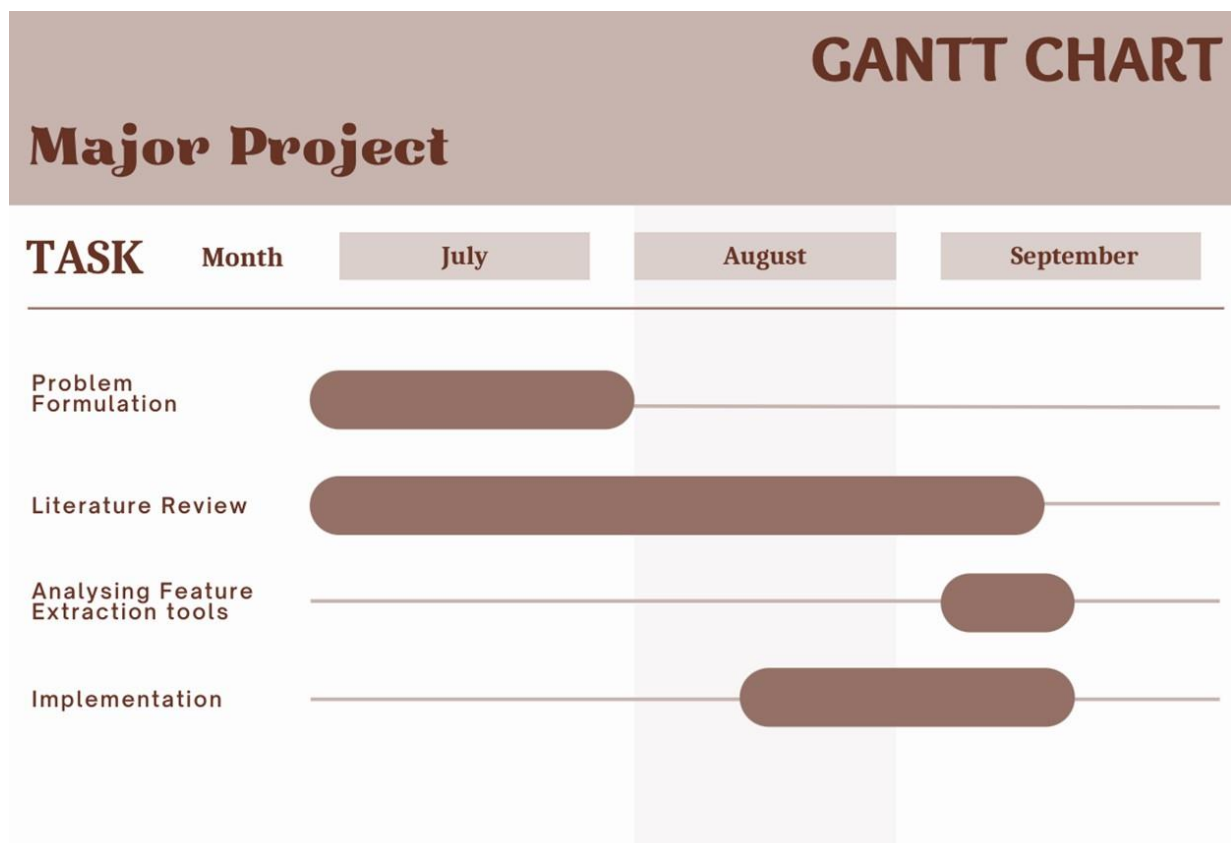 GANTT CHART
Major Project
TASK Month July August September
Problem
Formulation
Literature Review
Analysing Feature
Extraction tools
Implementation